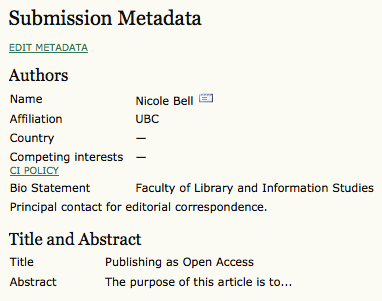 Submission Metadata
EDIT METADATA
Authors
Name Nicole Bell
Affiliation UBC
Country —
Competing interests —
CI POLICY
Bio Statement Faculty of Library and Information Studies
Principal contact for editorial correspondence.
Title and Abstract
Title Publishing as Open Access
Abstract The purpose of this article is to...